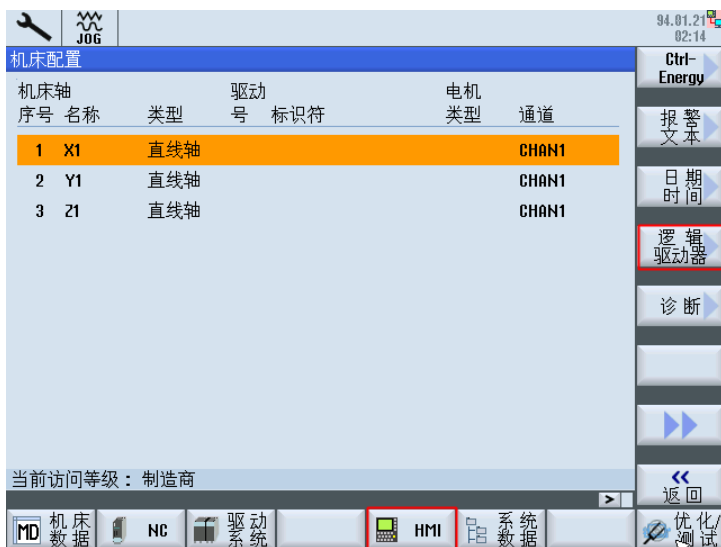 JOG
94.01.21
02:14
机床配置
机床轴 驱动 电机
序号 名称 类型 号 标识符 类型 通道
1 X1 直线轴 CHAN1
2 Y1 直线轴 CHAN1
3 Z1 直线轴 CHAN1
当前访问等级：制造商
Ctrl-
Energy
报警
文本
日期
时间
逻辑
驱动器
诊断
<<
返回
>
MD 机床
数据
NC
驱动
系统
HMI
系统
数据
优化/
测试